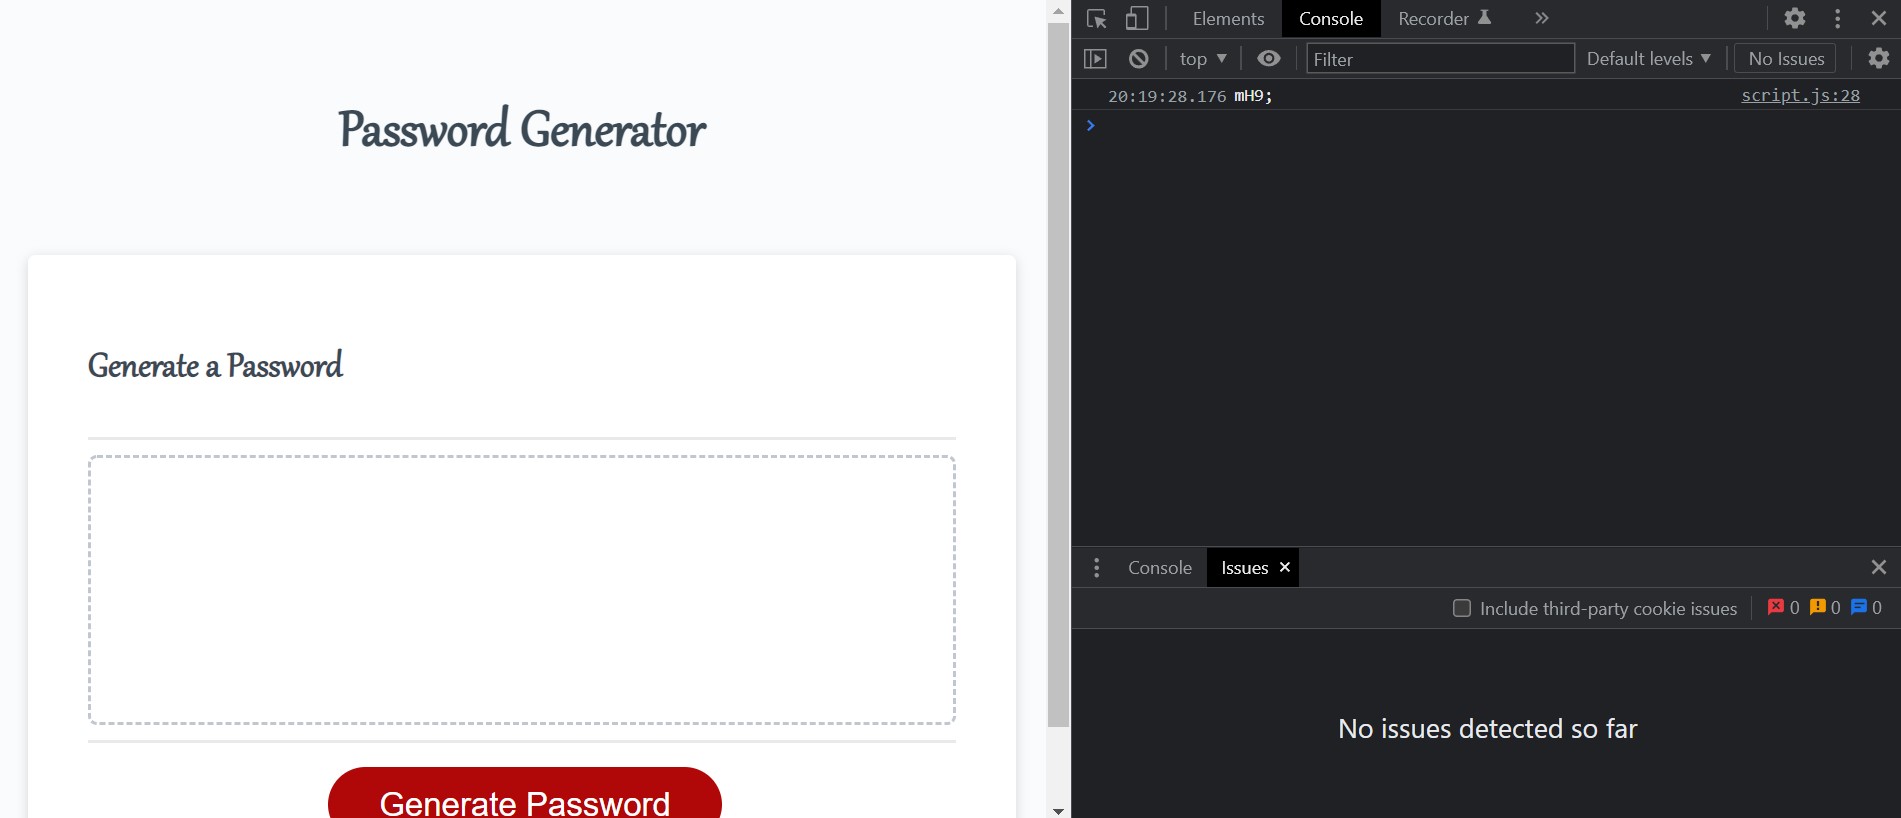 Password Generator
Generate a Password
Generate Password
Elements Console Recorder
top Filter Default levels No Issues
20:19:28.176 mH9; script.js:28
Console Issues
Include third-party cookie issues 0 0 0
No issues detected so far